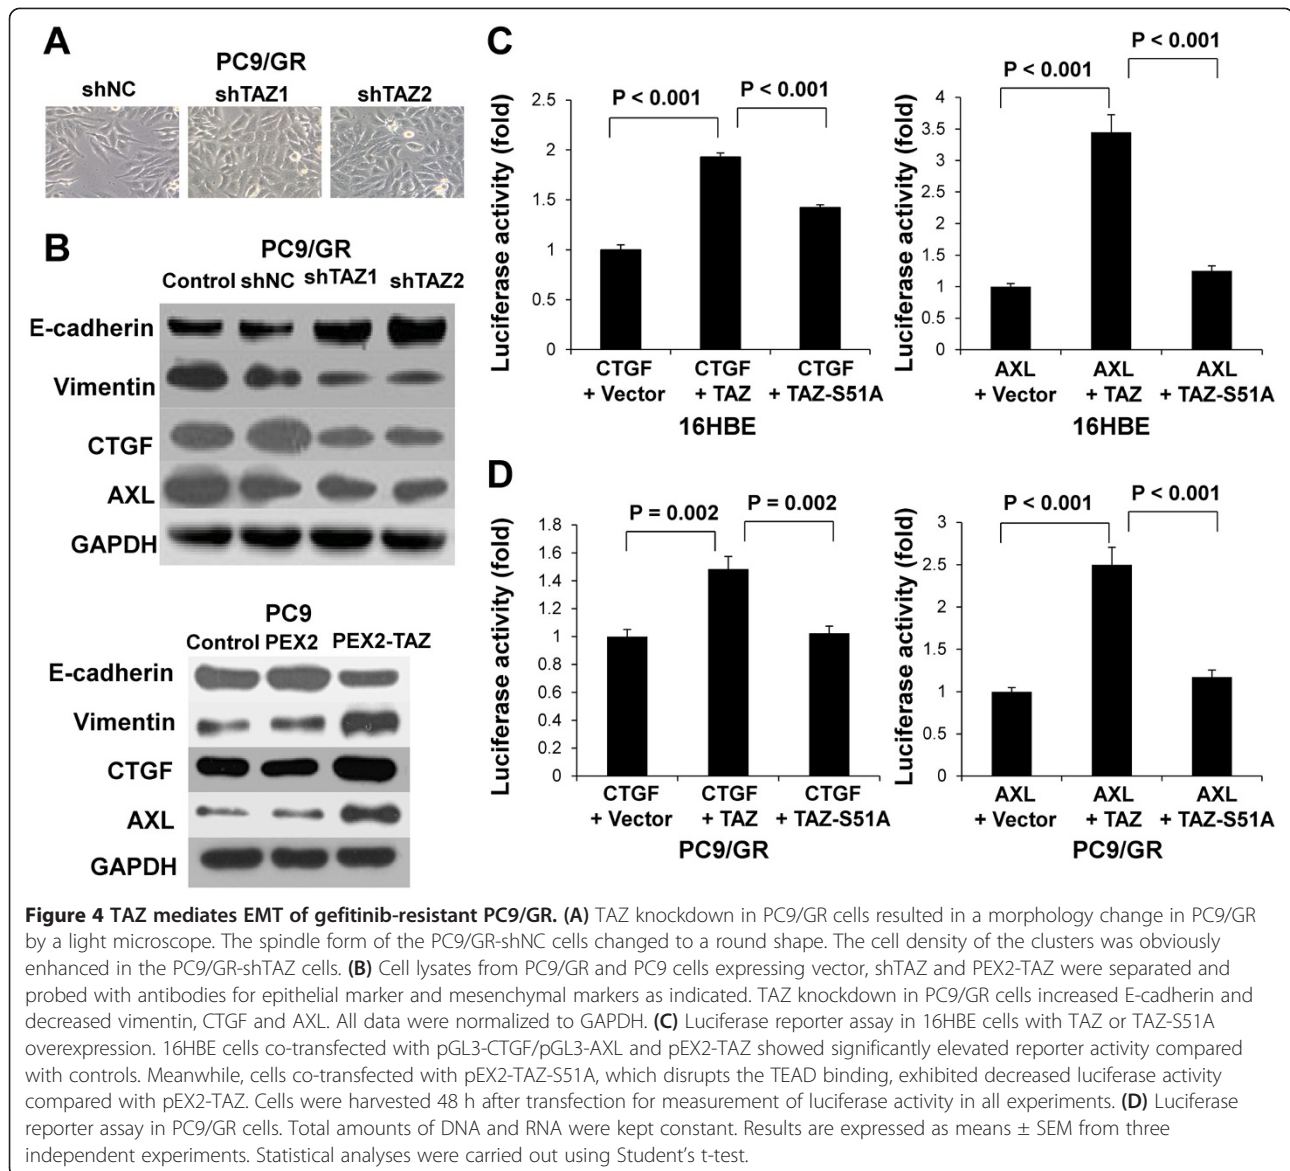 A
PC9/GR
shNC shTAZ1 shTAZ2
B
PC9/GR
Control shNC shTAZ1 shTAZ2
E-cadherin
Vimentin
CTGF
AXL
GAPDH
PC9
Control PEX2 PEX2-TAZ
E-cadherin
Vimentin
CTGF
AXL
GAPDH
C
Luciferase activity (fold)
P < 0.001
P < 0.001
2.5
2
1.5
1
0.5
0
CTGF CTGF CTGF
+ Vector + TAZ + TAZ-S51A
16HBE
Luciferase activity (fold)
P < 0.001
P < 0.001
4
3.5
3
2.5
2
1.5
1
0.5
0
AXL AXL AXL
+ Vector + TAZ + TAZ-S51A
16HBE
D
Luciferase activity (fold)
P = 0.002
P = 0.002
1.8
1.6
1.4
1.2
1
0.8
0.6
0.4
0.2
0
CTGF CTGF CTGF
+ Vector + TAZ + TAZ-S51A
PC9/GR
Luciferase activity (fold)
P < 0.001
P < 0.001
3
2.5
2
1.5
1
0.5
0
AXL AXL AXL
+ Vector + TAZ + TAZ-S51A
PC9/GR
Figure 4 TAZ mediates EMT of gefitinib-resistant PC9/GR. (A) TAZ knockdown in PC9/GR cells resulted in a morphology change in PC9/GR
by a light microscope. The spindle form of the PC9/GR-shNC cells changed to a round shape. The cell density of the clusters was obviously
enhanced in the PC9/GR-shTAZ cells. (B) Cell lysates from PC9/GR and PC9 cells expressing vector, shTAZ and PEX2-TAZ were separated and
probed with antibodies for epithelial marker and mesenchymal markers as indicated. TAZ knockdown in PC9/GR cells increased E-cadherin and
decreased vimentin, CTGF and AXL. All data were normalized to GAPDH. (C) Luciferase reporter assay in 16HBE cells with TAZ or TAZ-S51A
overexpression. 16HBE cells co-transfected with pGL3-CTGF/pGL3-AXL and pEX2-TAZ showed significantly elevated reporter activity compared
with controls. Meanwhile, cells co-transfected with pEX2-TAZ-S51A, which disrupts the TEAD binding, exhibited decreased luciferase activity
compared with pEX2-TAZ. Cells were harvested 48 h after transfection for measurement of luciferase activity in all experiments. (D) Luciferase
reporter assay in PC9/GR cells. Total amounts of DNA and RNA were kept constant. Results are expressed as means ± SEM from three
independent experiments. Statistical analyses were carried out using Student's t-test.